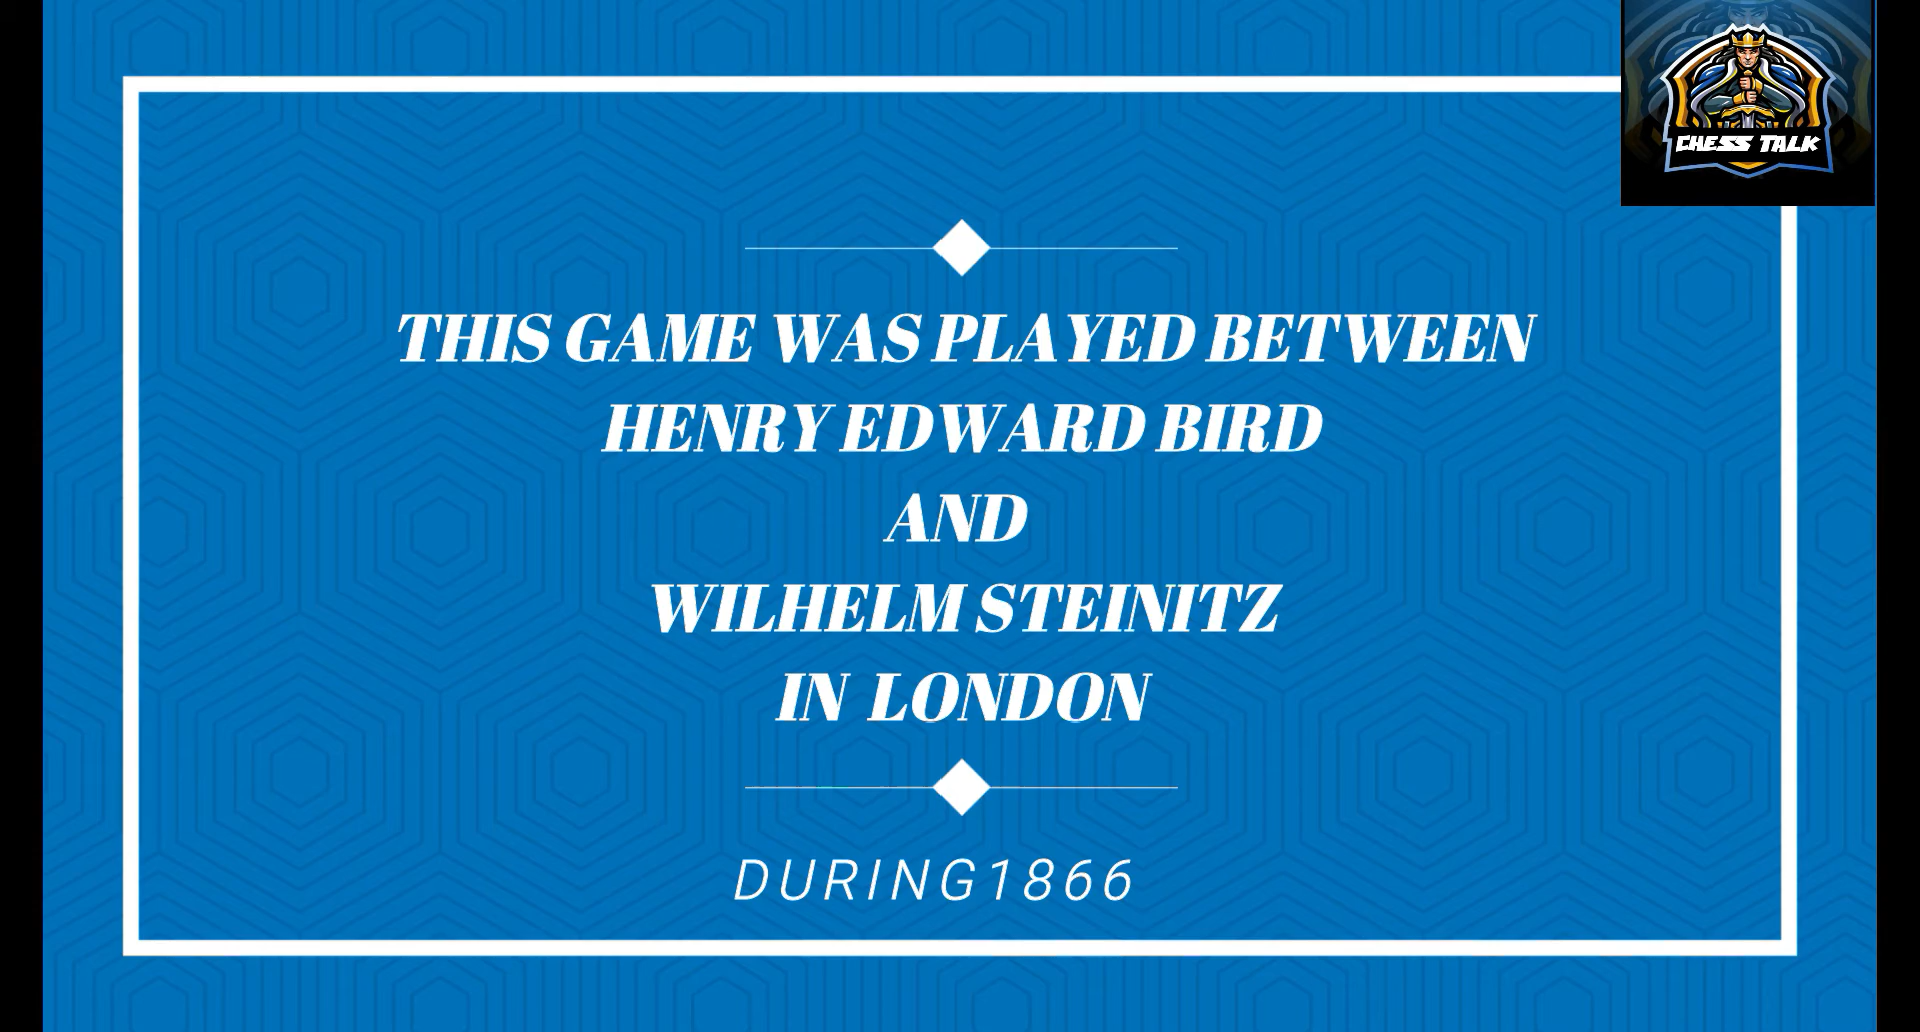 CHESS TALK
THIS GAME WAS PLAYED BETWEEN
HENRY EDWARD BIRD
AND
WILHELM STEINITZ
IN LONDON
DURING1866